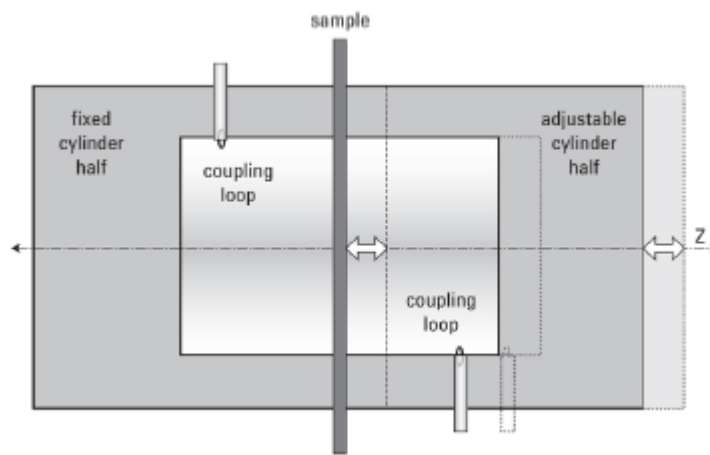 sample
fixed
cylinder
half
adjustable
cylinder
half
coupling
loop
Z
coupling
loop